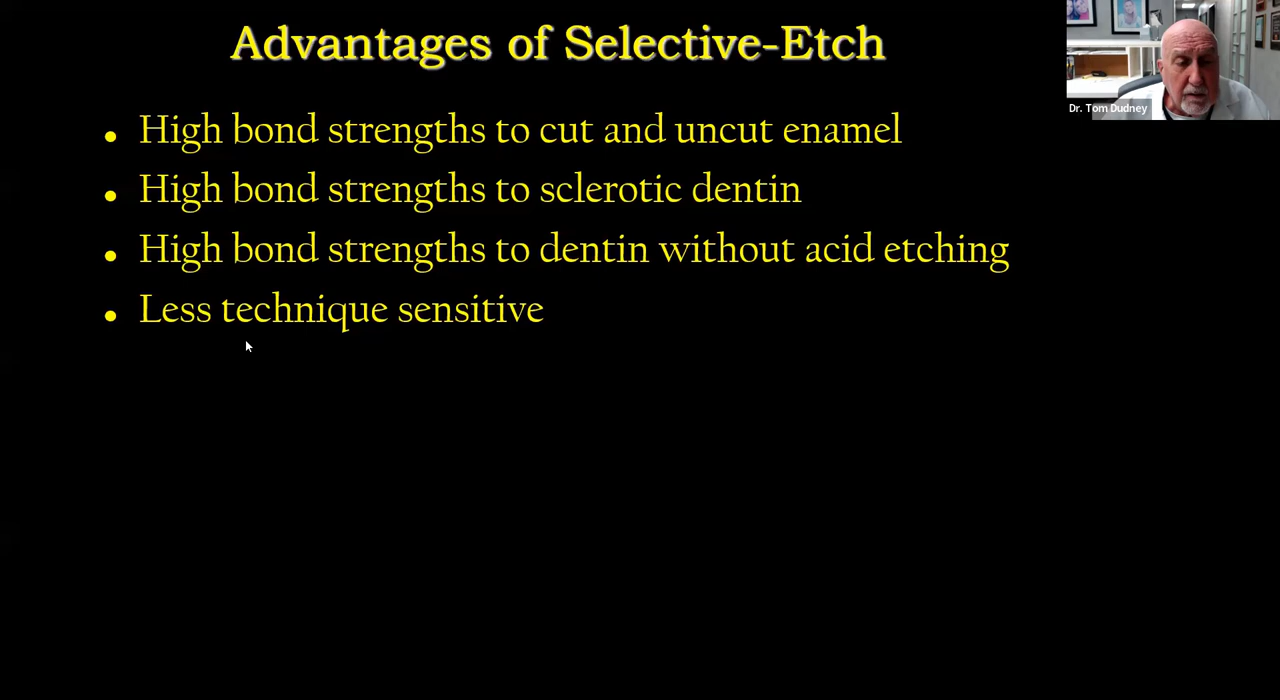 Advantages of Selective-Etch
Dr. Tom Dudney
• High bond strengths to cut and uncut enamel
• High bond strengths to sclerotic dentin
• High bond strengths to dentin without acid etching
• Less technique sensitive